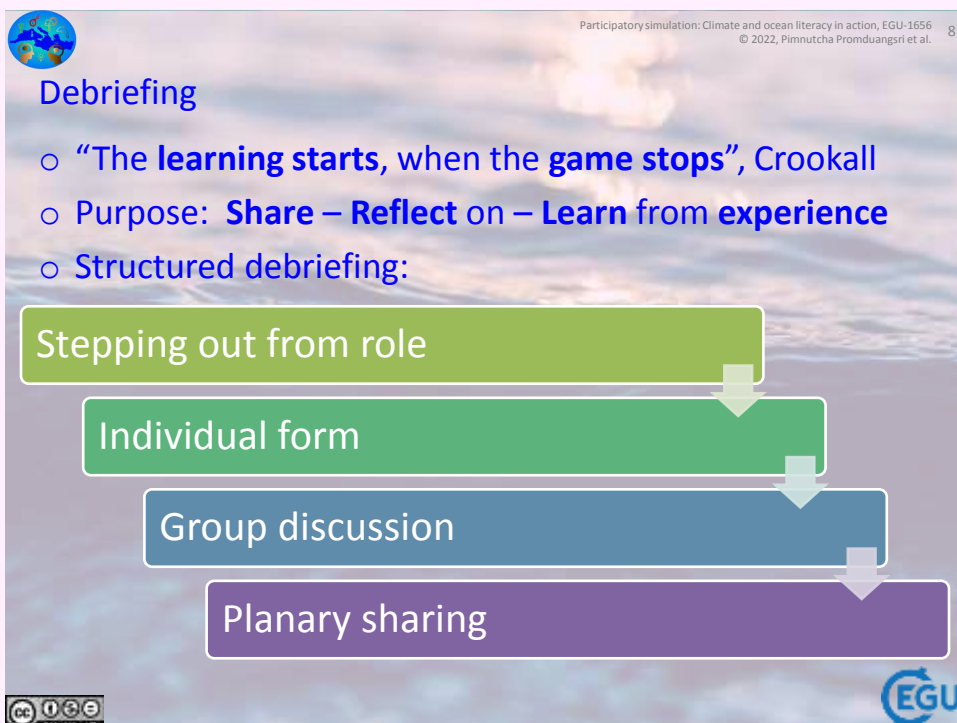 Participatory simulation: Climate and ocean literacy in action, EGU-1656
© 2022, Pimnutcha Promduangsri et al.
8
Debriefing
o “The learning starts, when the game stops”, Crookall
o Purpose: Share – Reflect on – Learn from experience
o Structured debriefing:
Stepping out from role
Individual form
Group discussion
Planary sharing
cc
EGU